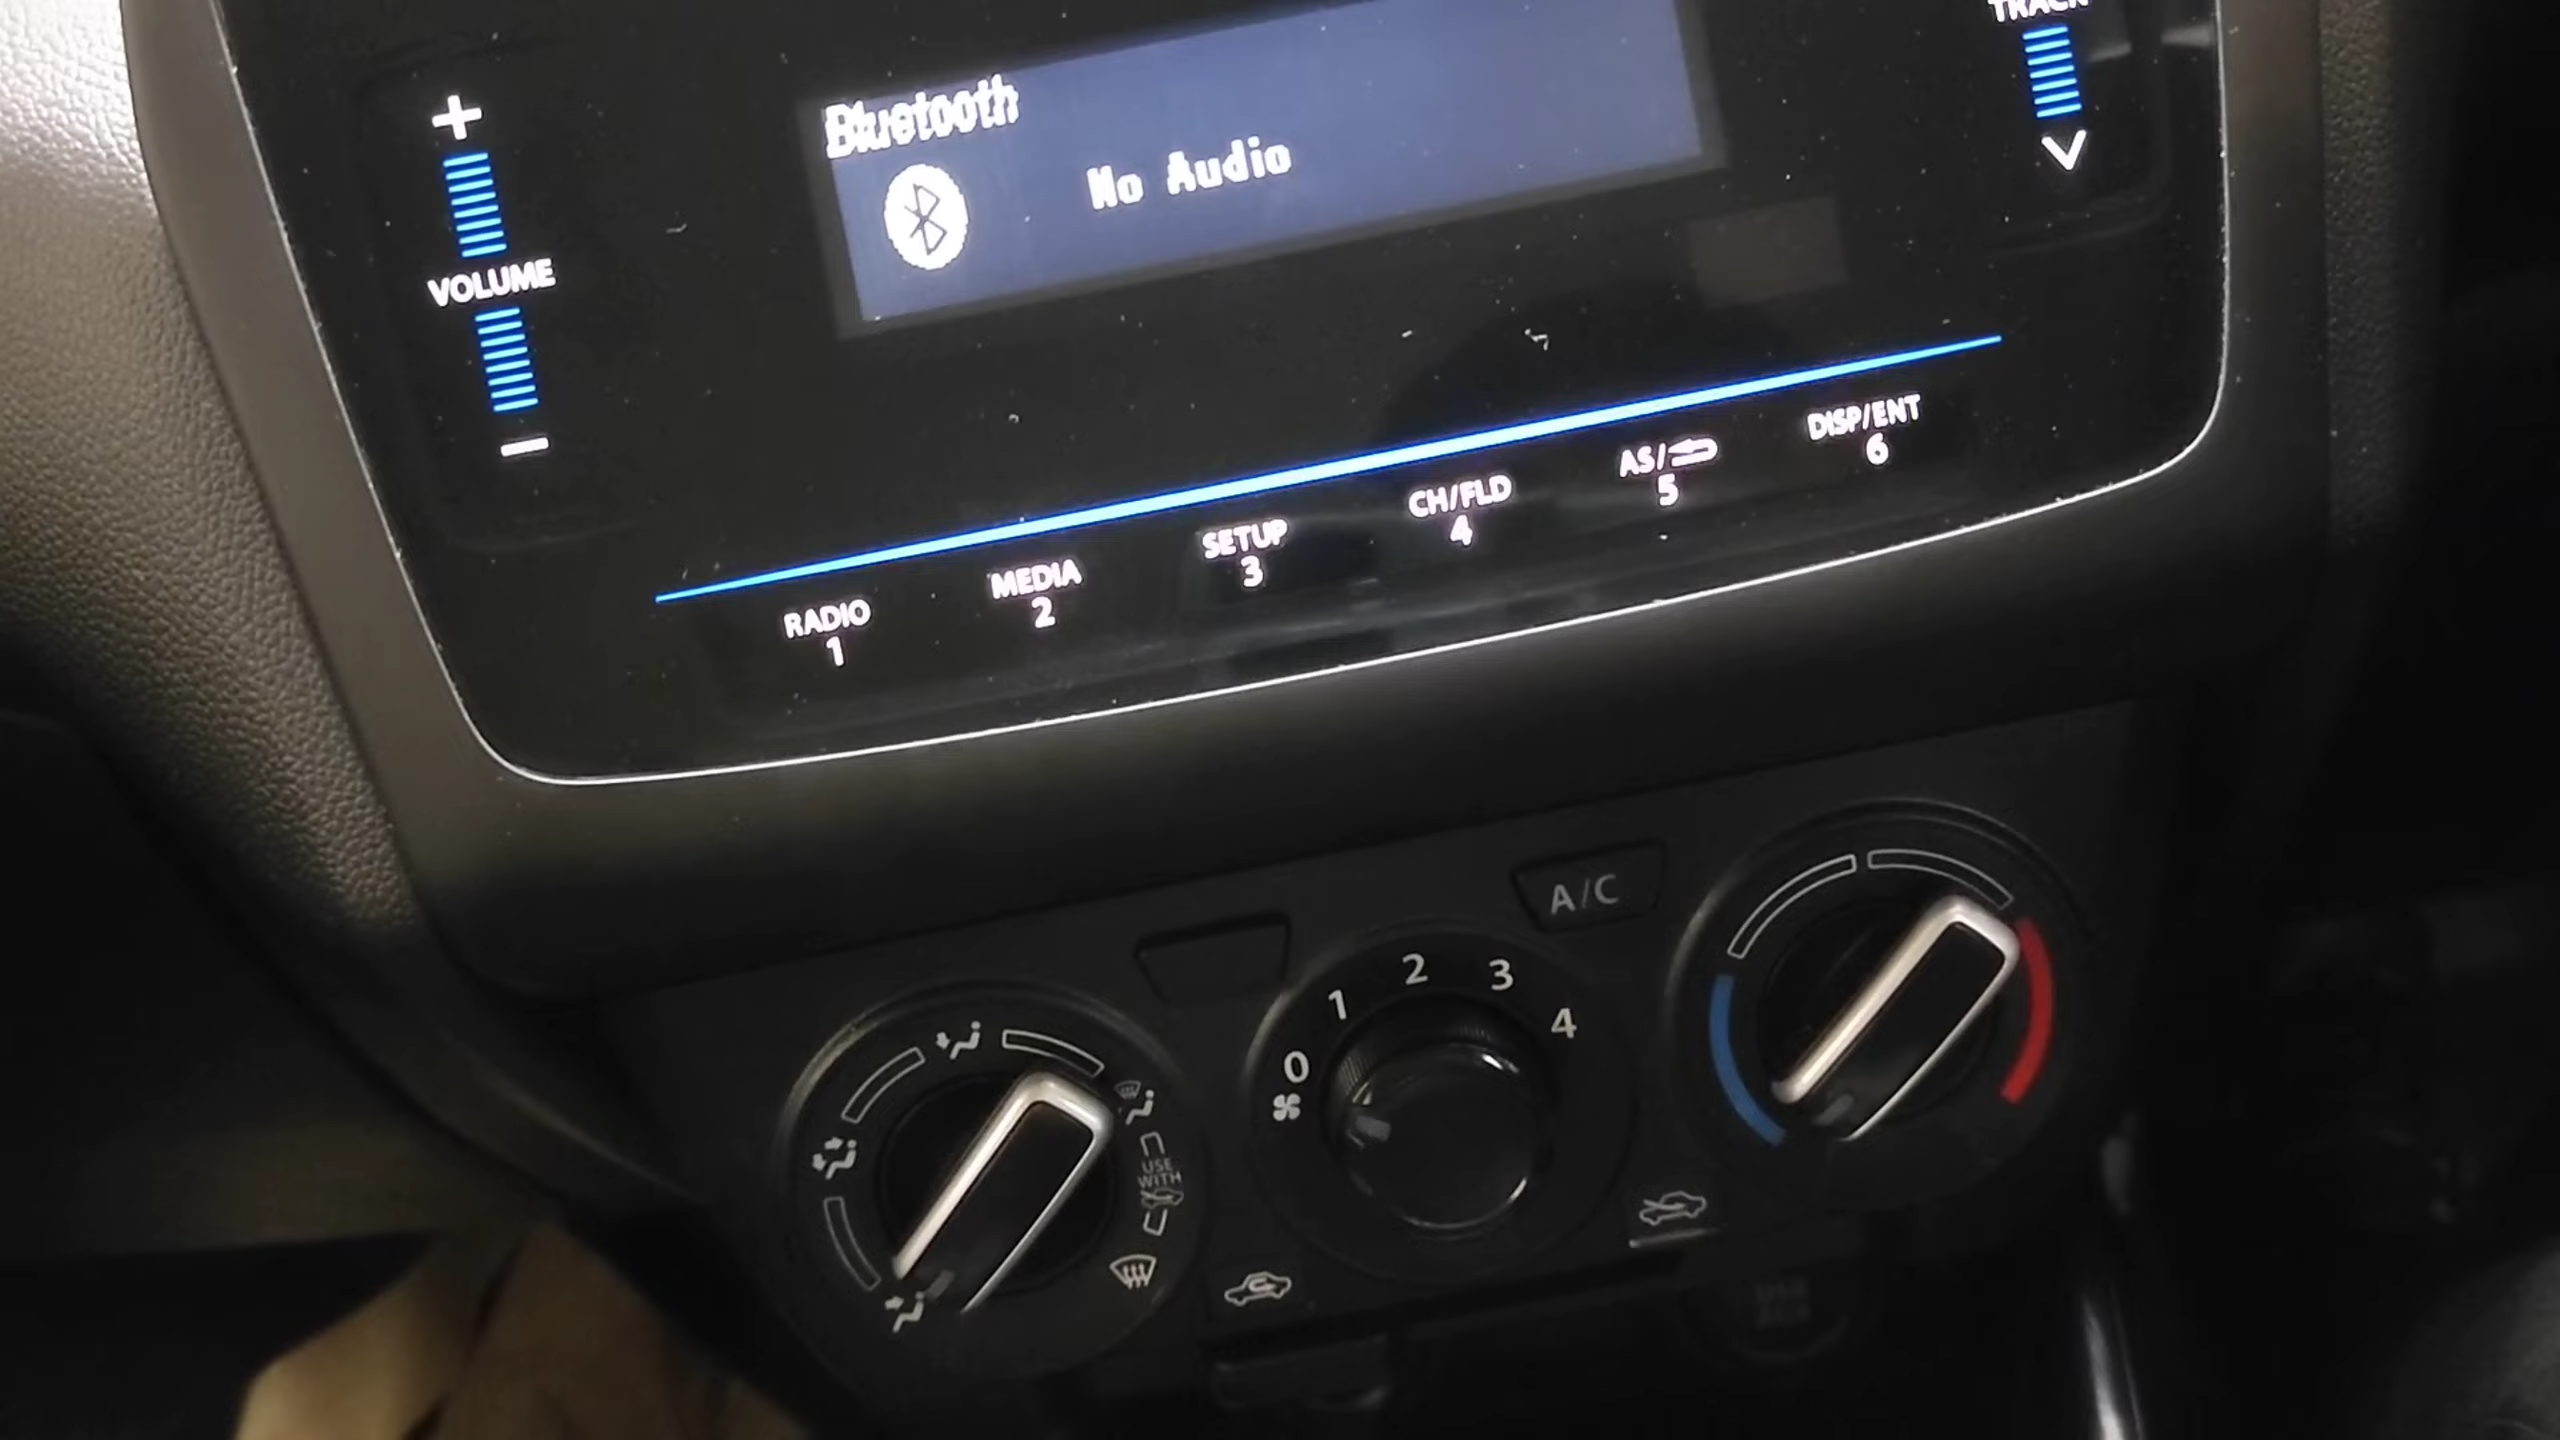 TRACK
Bluetooth
No Audio
VOLUME
RADIO
1
MEDIA
2
SETUP
3
CH/FLD
4
AS/
5
DISP/ENT
6
A/C
0
1
2
3
4
USE
WITH